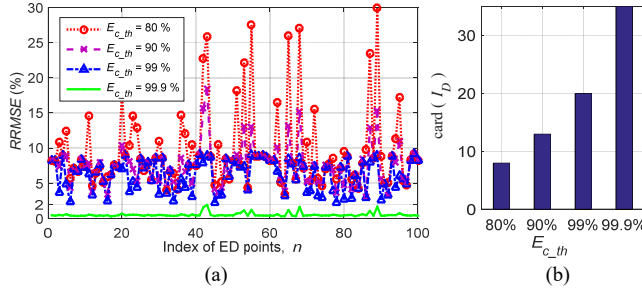 30
25
20
15
10
5
2
0
RRMSE (%)
E_c_th = 80 %
E_c_th = 90 %
E_c_th = 99 %
E_c_th = 99.9 %
0 20 40 60 80 100
Index of ED points, n
(a)
30
20
10
0
card ( I_D )
80% 90% 99% 99.9%
E_c_th
(b)